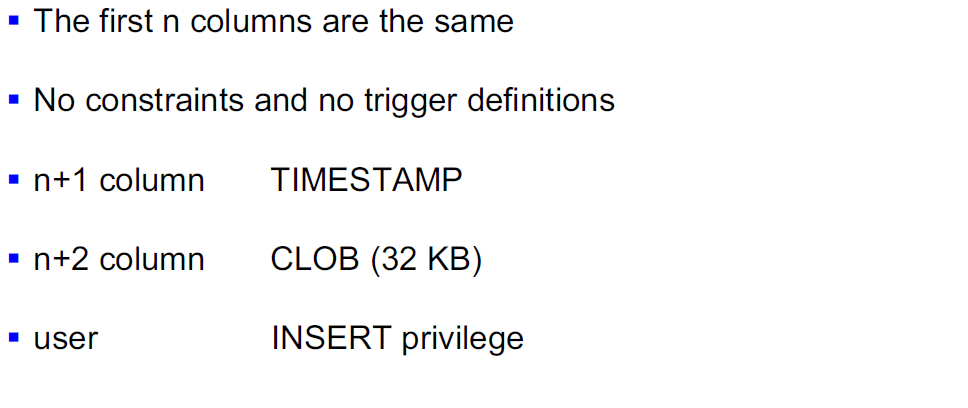 ▪ The first n columns are the same
▪ No constraints and no trigger definitions
▪ n+1 column TIMESTAMP
▪ n+2 column CLOB (32 KB)
▪ user INSERT privilege